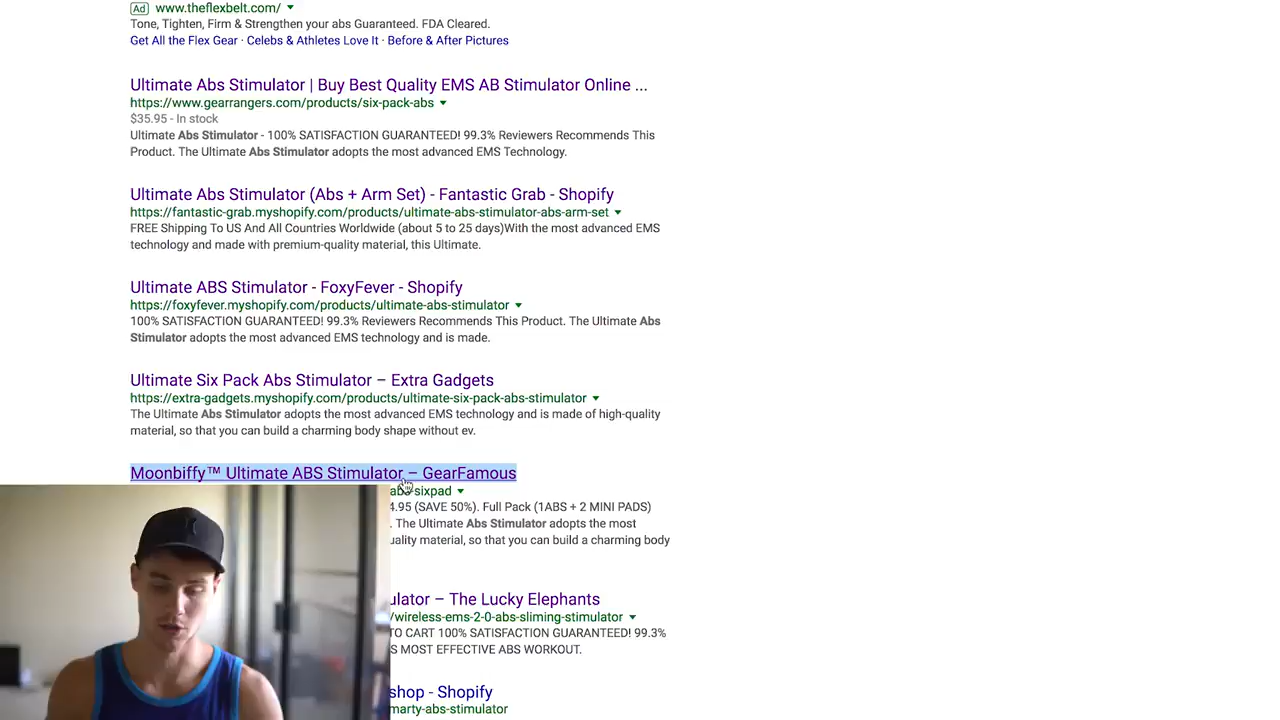 Ad www.theflexbelt.com/
Tone, Tighten, Firm & Strengthen your abs Guaranteed. FDA Cleared.
Get All the Flex Gear · Celebs & Athletes Love It · Before & After Pictures
Ultimate Abs Stimulator | Buy Best Quality EMS AB Stimulator Online ...
https://www.gearrangers.com/products/six-pack-abs
$35.95 - In stock
Ultimate Abs Stimulator - 100% SATISFACTION GUARANTEED! 99.3% Reviewers Recommends This
Product. The Ultimate Abs Stimulator adopts the most advanced EMS Technology.
Ultimate Abs Stimulator (Abs + Arm Set) - Fantastic Grab - Shopify
https://fantastic-grab.myshopify.com/products/ultimate-abs-stimulator-abs-arm-set
FREE Shipping To US And All Countries Worldwide (about 5 to 25 days)With the most advanced EMS
technology and made with premium-quality material, this Ultimate.
Ultimate ABS Stimulator - FoxyFever - Shopify
https://foxyfever.myshopify.com/products/ultimate-abs-stimulator
100% SATISFACTION GUARANTEED! 99.3% Reviewers Recommends This Product. The Ultimate Abs
Stimulator adopts the most advanced EMS technology and is made.
Ultimate Six Pack Abs Stimulator – Extra Gadgets
https://extra-gadgets.myshopify.com/products/ultimate-six-pack-abs-stimulator
The Ultimate Abs Stimulator adopts the most advanced EMS technology and is made of high-quality
material, so that you can build a charming body shape without ev.
Moonbiffy™ Ultimate ABS Stimulator – GearFamous
abs-sixpad
4.95 (SAVE 50%). Full Pack (1ABS + 2 MINI PADS)
. The Ultimate Abs Stimulator adopts the most
uality material, so that you can build a charming body
ulator – The Lucky Elephants
/wireless-ems-2-0-abs-sliming-stimulator
TO CART 100% SATISFACTION GUARANTEED! 99.3%
S MOST EFFECTIVE ABS WORKOUT.
shop - Shopify
marty-abs-stimulator